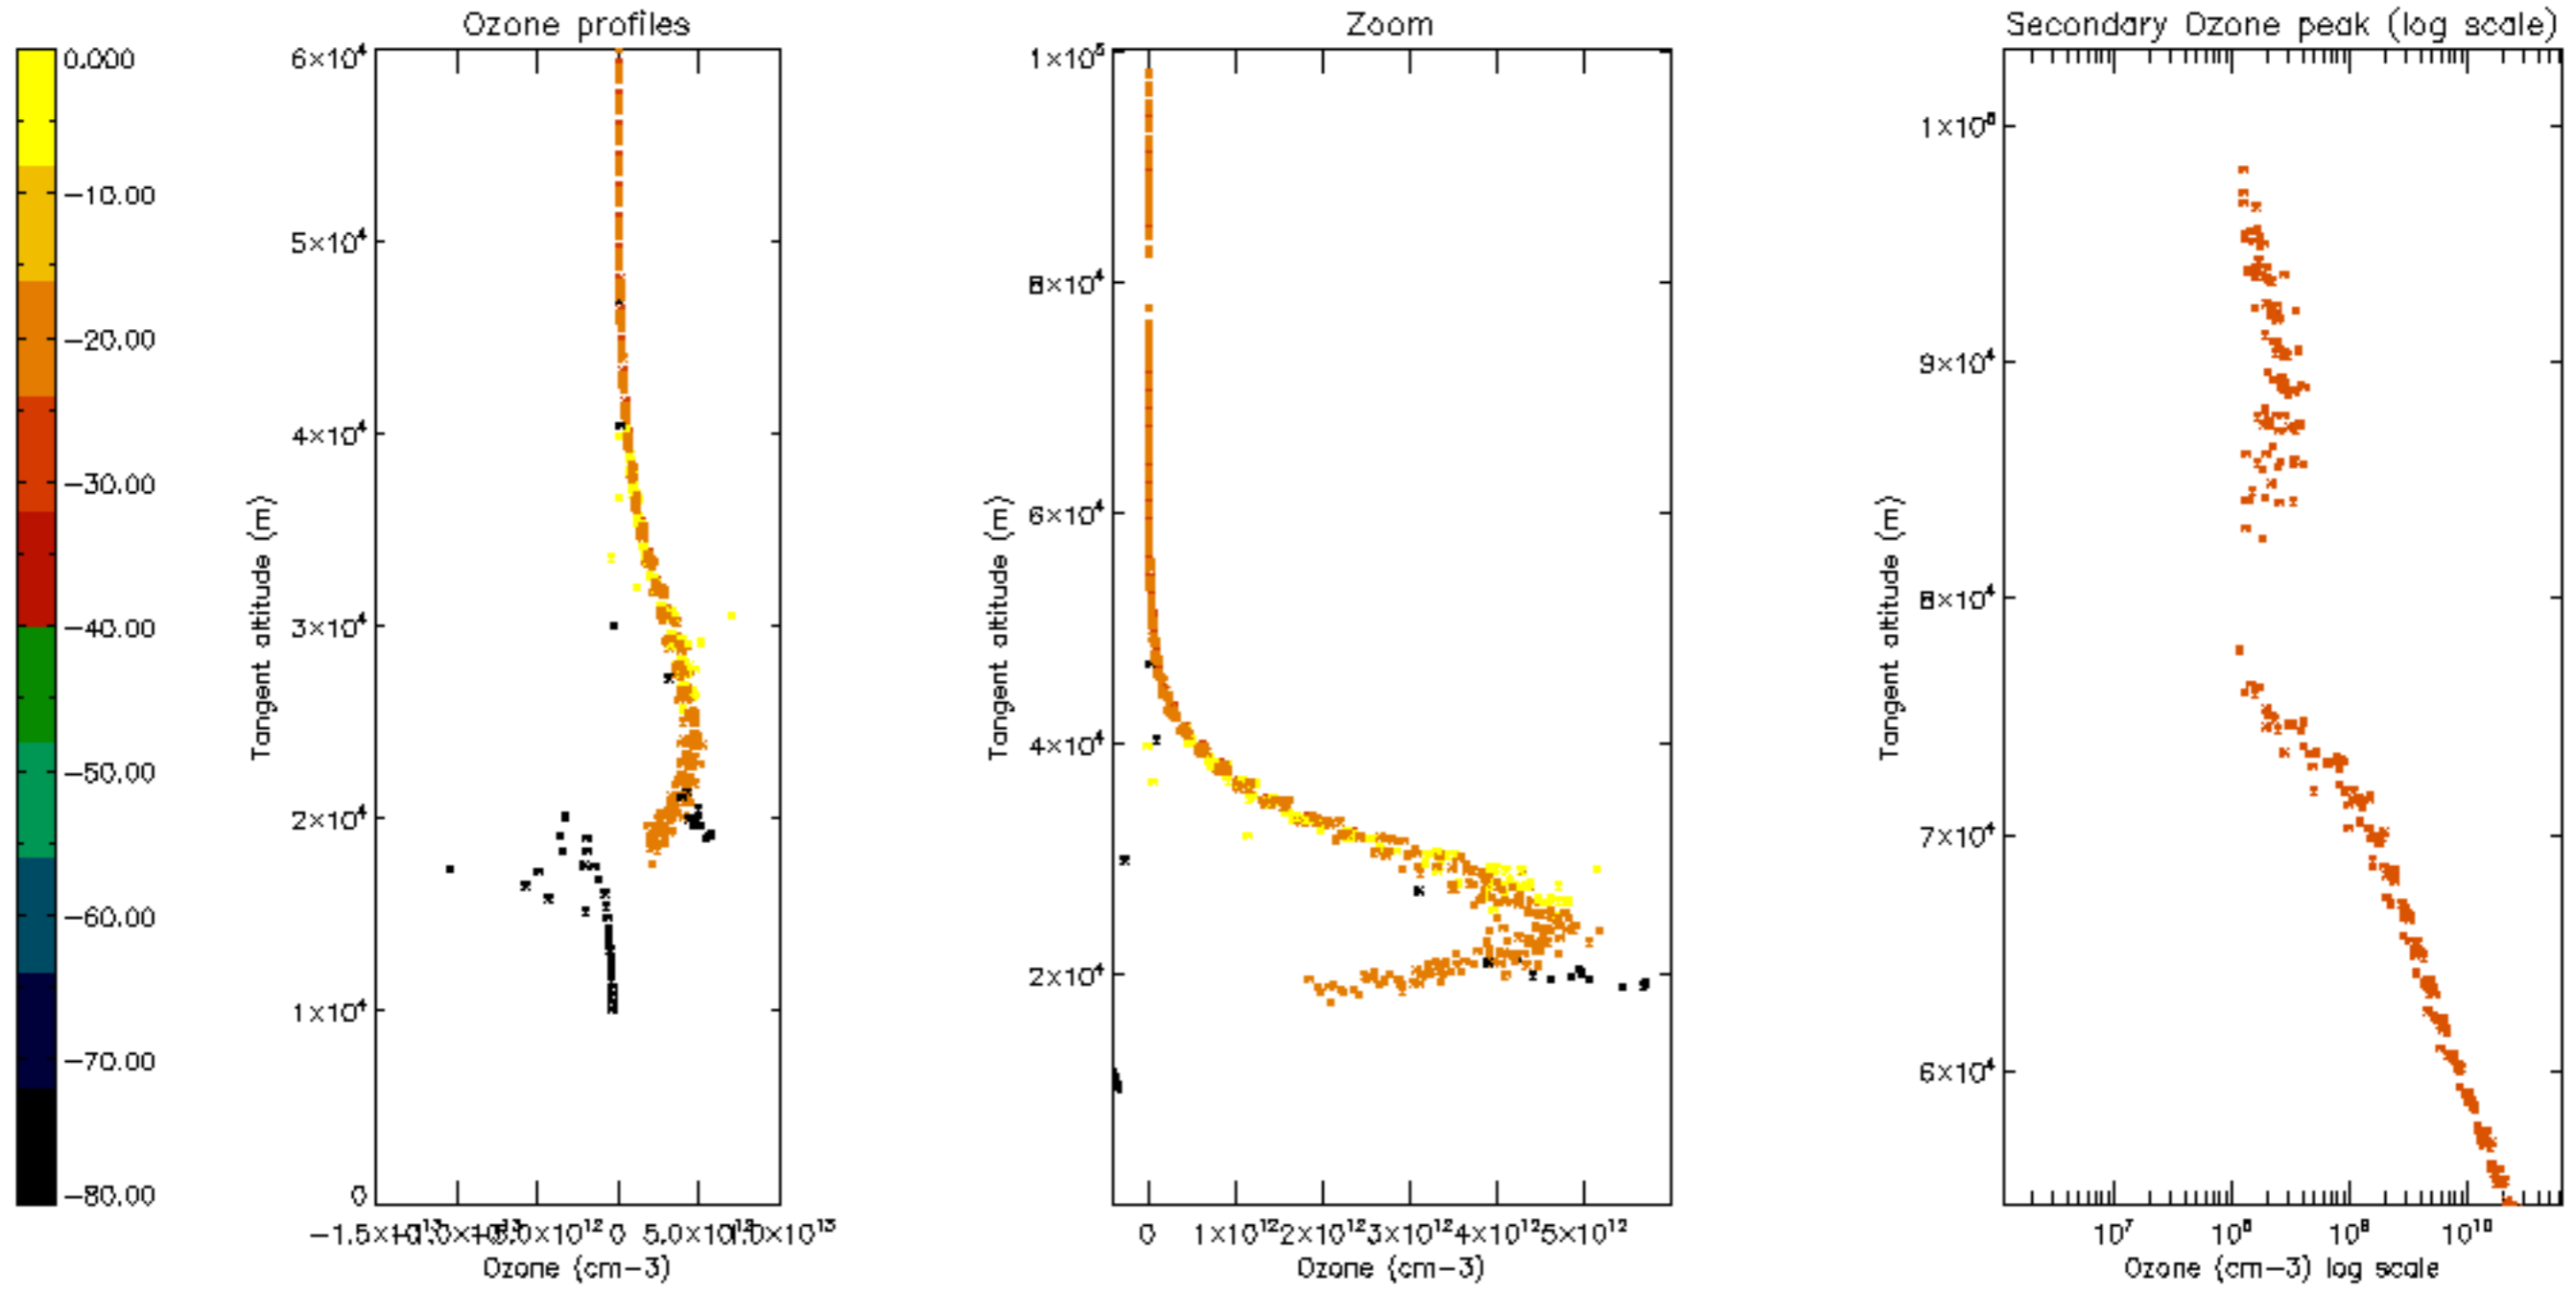 Ozone profiles
Zoom
Secondary Ozone peak (log scale)
0.000
−10.00
−20.00
−30.00
−40.00
−50.00
−60.00
−70.00
−80.00
Tangent altitude (m)
6×10⁴
5×10⁴
4×10⁴
3×10⁴
2×10⁴
1×10⁴
0
5.0×10¹²
Ozone (cm−3)
Tangent altitude (m)
1×10⁵
8×10⁴
6×10⁴
4×10⁴
2×10⁴
0 1×10¹² 2×10¹² 3×10¹² 4×10¹² 5×10¹²
Ozone (cm−3)
Tangent altitude (m)
1×10⁵
9×10⁴
8×10⁴
7×10⁴
6×10⁴
10⁷ 10⁸ 10⁹ 10¹⁰
Ozone (cm−3) log scale